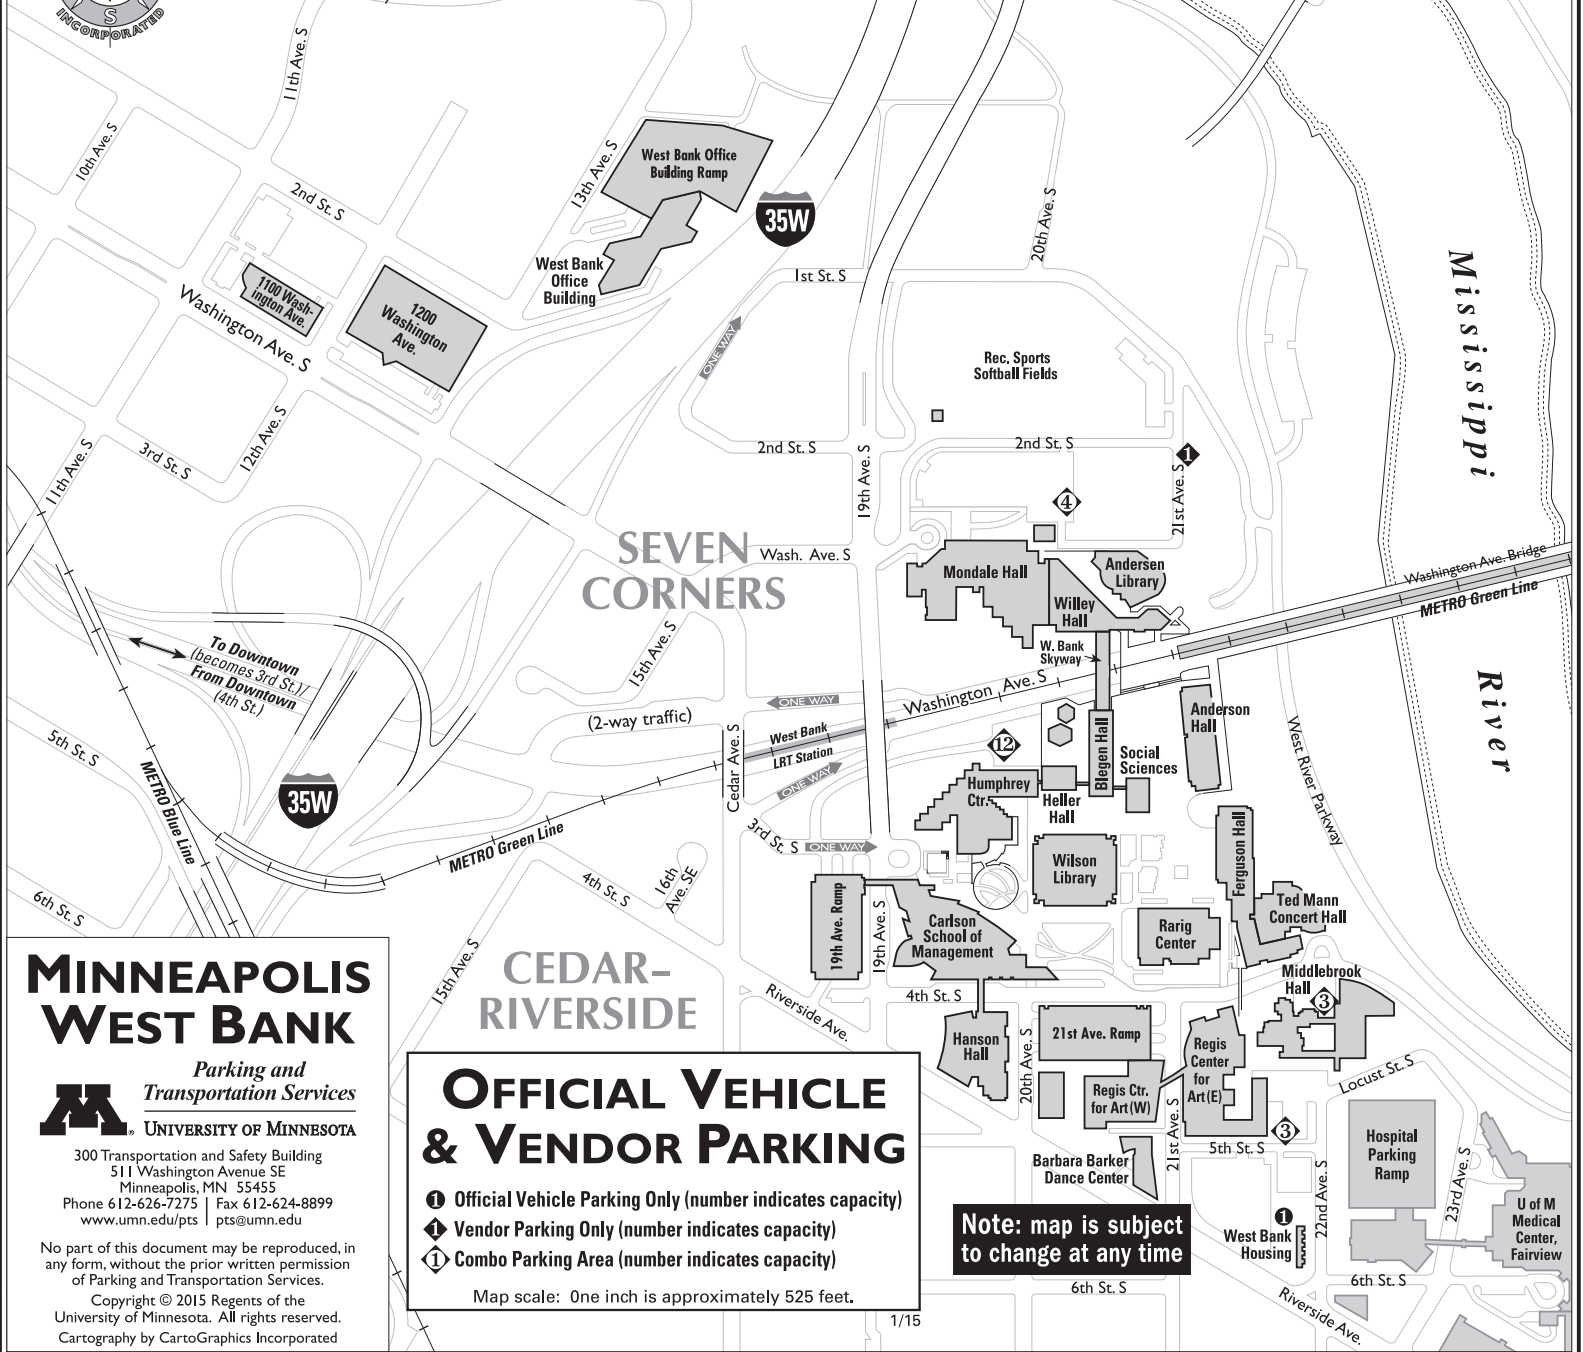 S
INCORPORATED
11th Ave. S
10th Ave. S
2nd St. S
13th Ave. S
West Bank Office
Building Ramp
35W
20th Ave. S
West Bank
Office
Building
1st St. S
1100 Wash-
ington Ave.
Washington Ave. S
1200
Washington
Ave.
ONE WAY
Rec. Sports
Softball Fields
12th Ave. S
3rd St. S
11th Ave. S
2nd St. S
2nd St. S
19th Ave. S
21st Ave. S
1
4
Mississippi
River
SEVEN
CORNERS
Wash. Ave. S
Mondale Hall
Andersen
Library
Willey
Hall
W. Bank
Skyway
Washington Ave. Bridge
METRO Green Line
15th Ave. S
To Downtown
(becomes 3rd St.)/
From Downtown
(4th St.)
ONE WAY
Washington Ave. S
(2-way traffic)
Cedar Ave. S
West Bank
LRT Station
ONE WAY
12
Blegen Hall
Social
Sciences
Anderson
Hall
West River Parkway
5th St. S
METRO Blue Line
35W
Humphrey
Ctr.
Heller
Hall
METRO Green Line
3rd St. S
ONE WAY
4th St. S
16th
Ave. SE
Wilson
Library
Ferguson Hall
Ted Mann
Concert Hall
6th St. S
19th Ave. Ramp
19th Ave. S
Carlson
School of
Management
Rarig
Center
15th Ave. S
CEDAR–
RIVERSIDE
Riverside Ave.
4th St. S
Middlebrook
Hall
3
Hanson
Hall
20th Ave. S
21st Ave. Ramp
Regis
Center
for
Art (E)
Regis Ctr.
for Art (W)
21st Ave. S
Locust St. S
3
5th St. S
Hospital
Parking
Ramp
23rd Ave. S
22nd Ave. S
Barbara Barker
Dance Center
1
West Bank
Housing
U of M
Medical
Center,
Fairview
6th St. S
6th St. S
Riverside Ave.
MINNEAPOLIS
WEST BANK
Parking and
Transportation Services
M
UNIVERSITY OF MINNESOTA
300 Transportation and Safety Building
511 Washington Avenue SE
Minneapolis, MN 55455
Phone 612-626-7275 | Fax 612-624-8899
www.umn.edu/pts | pts@umn.edu
No part of this document may be reproduced, in
any form, without the prior written permission
of Parking and Transportation Services.
Copyright © 2015 Regents of the
University of Minnesota. All rights reserved.
Cartography by CartoGraphics Incorporated
OFFICIAL VEHICLE
& VENDOR PARKING
1 Official Vehicle Parking Only (number indicates capacity)
1 Vendor Parking Only (number indicates capacity)
1 Combo Parking Area (number indicates capacity)
Map scale: One inch is approximately 525 feet.
1/15
Note: map is subject
to change at any time